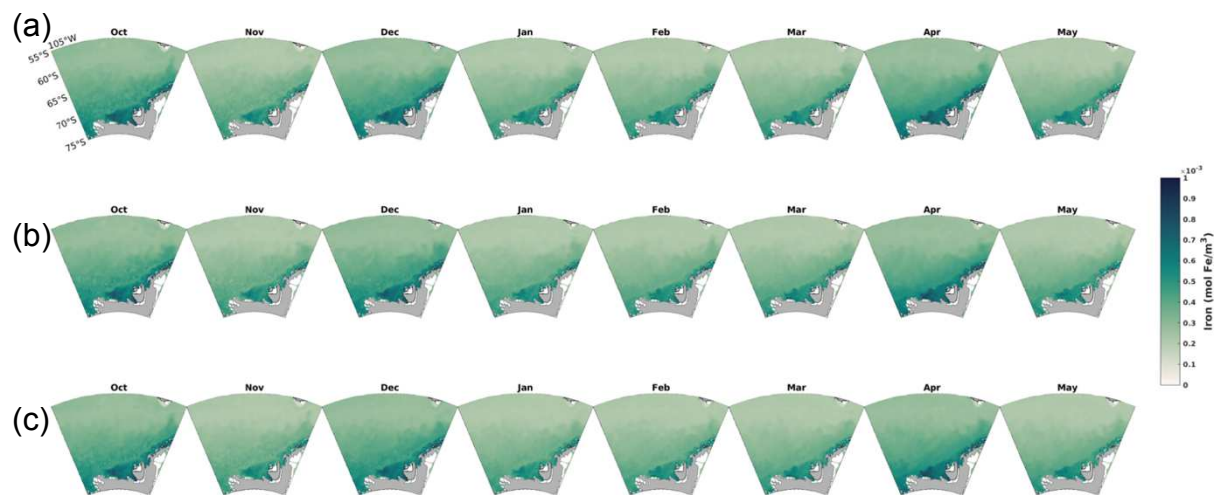 (a)
Oct Nov Dec Jan Feb Mar Apr May
105°W
55°S
60°S
65°S
70°S
75°S
(b)
Oct Nov Dec Jan Feb Mar Apr May
(c)
Oct Nov Dec Jan Feb Mar Apr May
×10⁻³
1
0.9
0.8
0.7
0.6
0.5
0.4
0.3
0.2
0.1
0
Iron (mol Fe/m³)